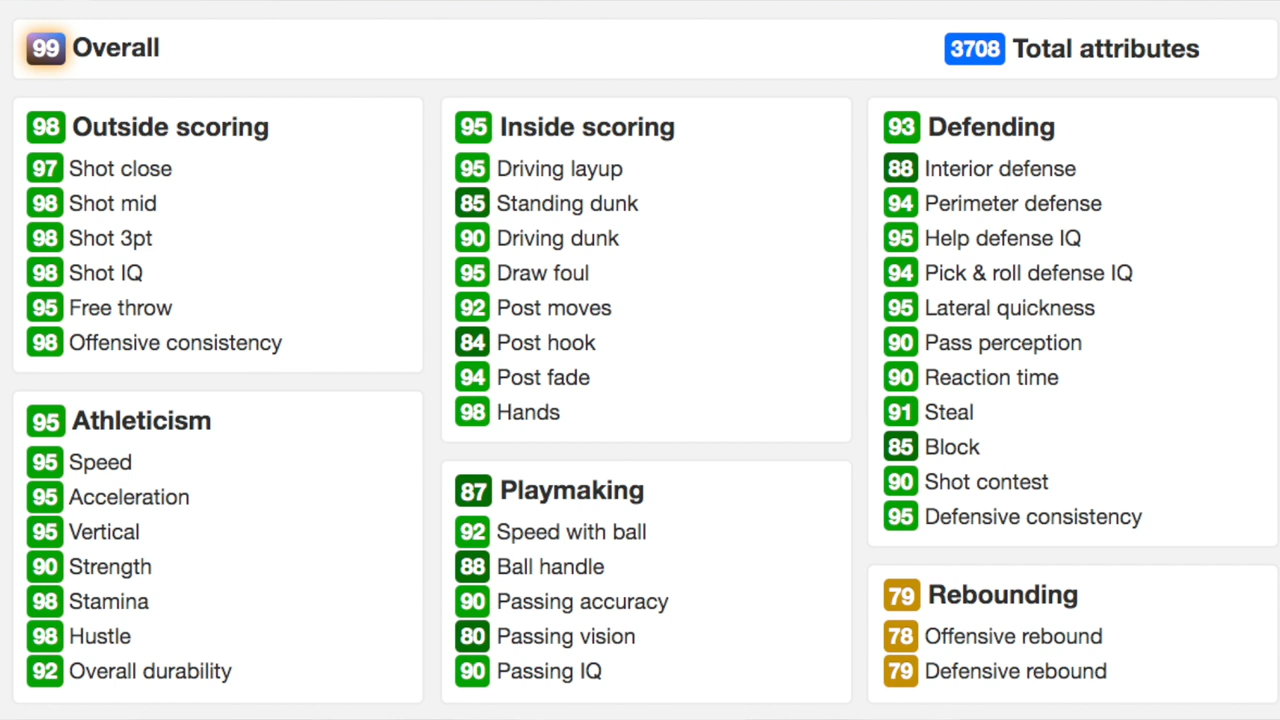 99 Overall
3708 Total attributes
98 Outside scoring
97 Shot close
98 Shot mid
98 Shot 3pt
98 Shot IQ
95 Free throw
98 Offensive consistency
95 Athleticism
95 Speed
95 Acceleration
95 Vertical
90 Strength
98 Stamina
98 Hustle
92 Overall durability
95 Inside scoring
95 Driving layup
85 Standing dunk
90 Driving dunk
95 Draw foul
92 Post moves
84 Post hook
94 Post fade
98 Hands
87 Playmaking
92 Speed with ball
88 Ball handle
90 Passing accuracy
80 Passing vision
90 Passing IQ
93 Defending
88 Interior defense
94 Perimeter defense
95 Help defense IQ
94 Pick & roll defense IQ
95 Lateral quickness
90 Pass perception
90 Reaction time
91 Steal
85 Block
90 Shot contest
95 Defensive consistency
79 Rebounding
78 Offensive rebound
79 Defensive rebound